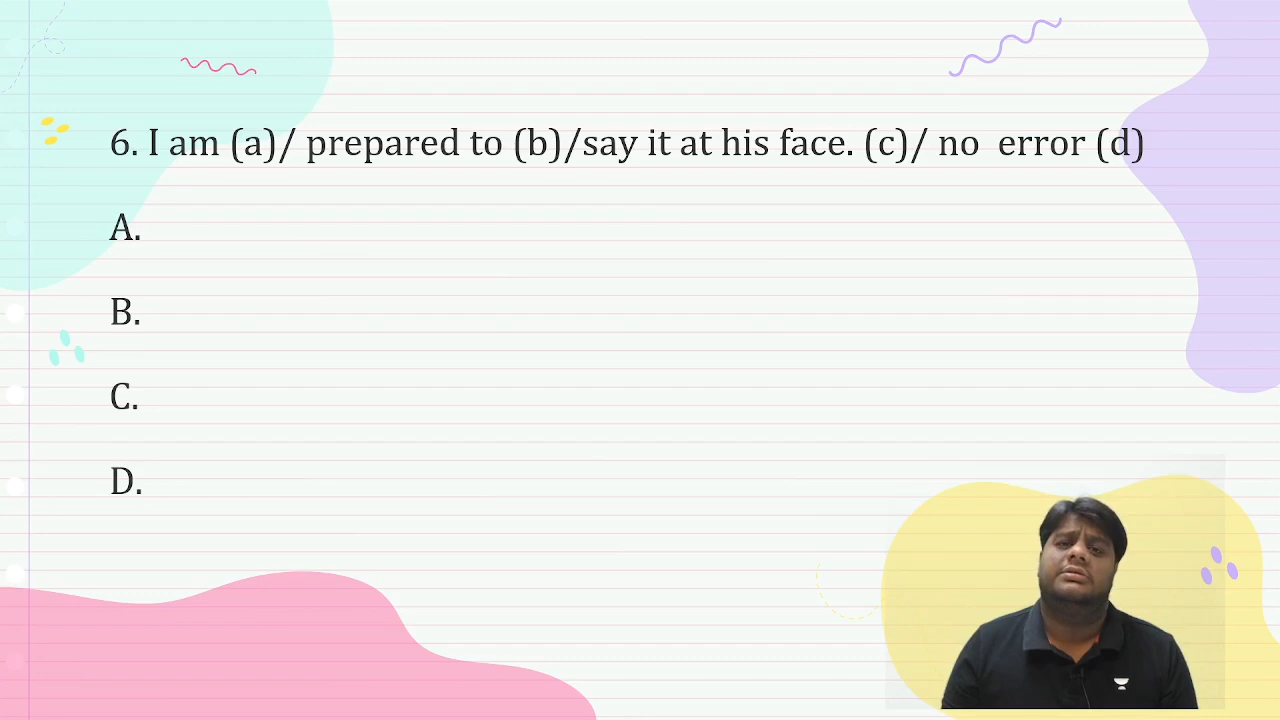 6. I am (a)/ prepared to (b)/say it at his face. (c)/ no  error (d)
A.
B.
C.
D.